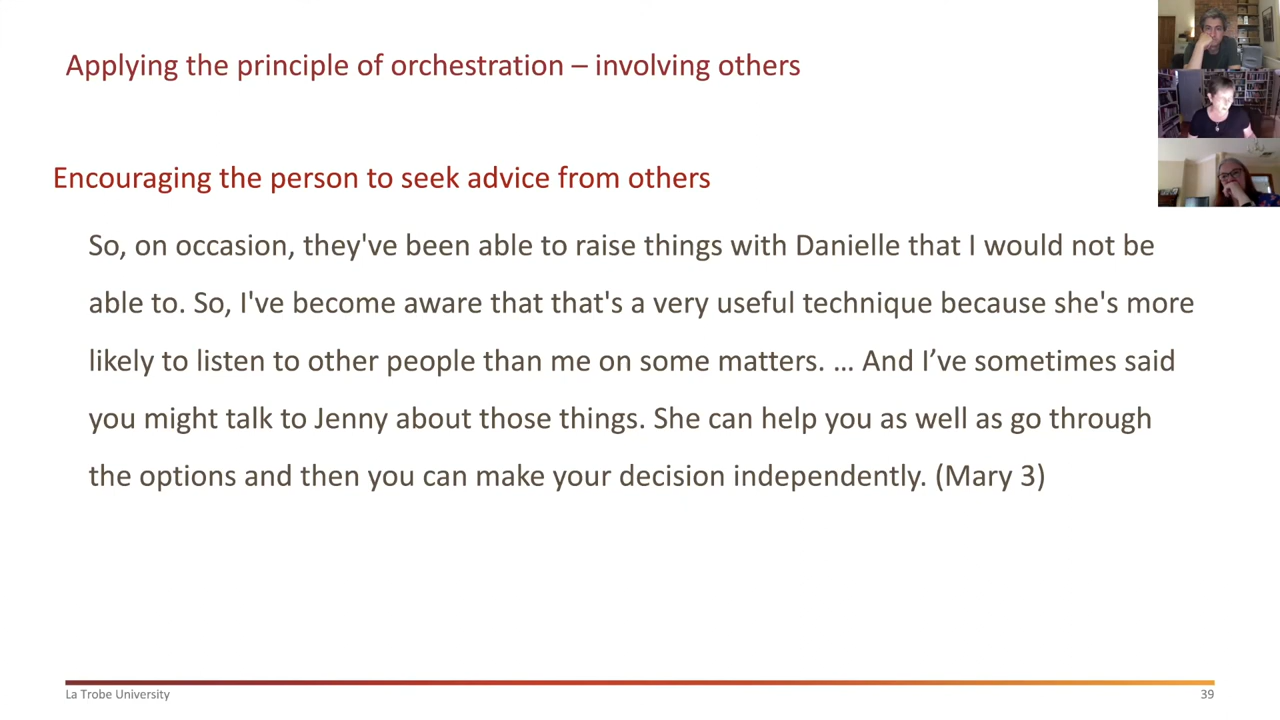 Applying the principle of orchestration – involving others
Encouraging the person to seek advice from others
So, on occasion, they've been able to raise things with Danielle that I would not be
able to. So, I've become aware that that's a very useful technique because she's more
likely to listen to other people than me on some matters. … And I’ve sometimes said
you might talk to Jenny about those things. She can help you as well as go through
the options and then you can make your decision independently. (Mary 3)
La Trobe University
39